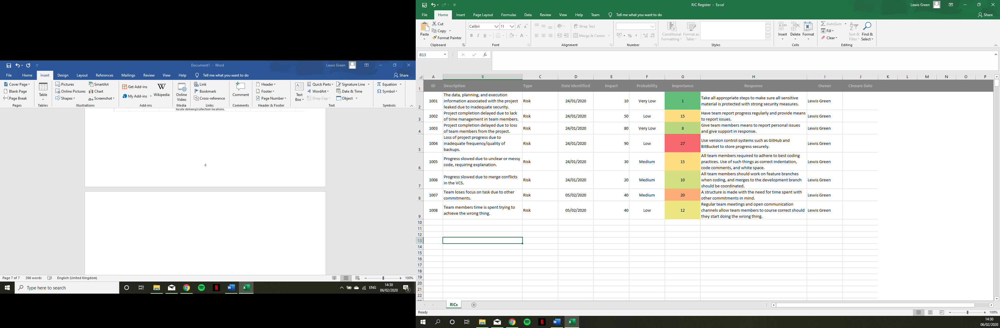 Document1 - Word
Lewis Green
File Home Insert Design Layout References Mailings Review View Help Tell me what you want to do Share
Cover Page
Blank Page
Page Break
Pages
Table
Tables
Pictures
Online Pictures
Shapes
SmartArt
Chart
Screenshot
Illustrations
Get Add-ins
My Add-ins
Wikipedia
Add-ins
Online
Video
Media
Link
Bookmark
Cross-reference
Links
Comment
Comments
Header
Footer
Page Number
Header & Footer
Text
Box
Quick Parts
WordArt
Drop Cap
Signature Line
Date & Time
Object
Text
Equation
Symbol
Symbols
locate delivery/collection locations.
4
Page 7 of 7 396 words English (United Kingdom) 100%
Type here to search
ENG
14:30
06/02/2020
1
RIC Register - Excel
Lewis Green
File Home Insert Page Layout Formulas Data Review View Help Team Tell me what you want to do Share
Paste
Cut
Copy
Format Painter
Clipboard
Calibri 11
B I U
Font
Wrap Text
Merge & Center
Alignment
Number
Conditional
Formatting
Format as
Table
Styles
Insert Delete Format
Cells
AutoSum
Fill
Clear
Sort &
Filter
Find &
Select
Editing
B13
fx
A B C D E F G H I J K L M N O P
1 ID Description Type Date Identified Impact Probability Importance Response Owner Closure Date
2 1001 The data, planning, and execution
information associated with the project
leaked due to inadequate security.
Risk 24/01/2020 10 Very Low 1 Take all appropriate steps to make sure all sensitive
material is protected with strong security measures.
Lewis Green
3 1002 Project completion delayed due to lack
of time management in team members.
Risk 24/01/2020 50 Low 15 Have team report progress regularly and provide means
to report issues.
Lewis Green
4 1003 Project completion delayed due to loss
of team members from the project.
Risk 24/01/2020 80 Very Low 8 Give team members means to report personal issues
and give support in response.
Lewis Green
5 1004 Loss of project progress due to
inadequate frequency/quality of
backups.
Risk 24/01/2020 90 Low 27 Use version control systems such as GitHub and
BitBucket to store progress securely.
Lewis Green
6 1005 Progress slowed due to unclear or messy
code, requiring explanation.
Risk 24/01/2020 30 Medium 15 All team members required to adhere to best coding
practices. Use of such things as correct indentation,
code comments, and white space.
Lewis Green
7 1006 Progress slowed due to merge conflicts
in the VCS.
Risk 24/01/2020 20 Medium 10 All team members should work on feature branches
when coding, and merges to the development branch
should be coordinated.
Lewis Green
8 1007 Team loses focus on task due to other
commitments.
Risk 05/02/2020 40 Medium 20 A structure is made with the need for time spent with
other commitments in mind.
Lewis Green
9 1008 Team members time is spent trying to
achieve the wrong thing.
Risk 05/02/2020 40 Low 12 Regular team meetings and open communication
channels allow team members to course correct should
they start doing the wrong thing.
Lewis Green
10
11
12
13
14
15
16
17
18
19
20
21
22
RICs
Ready 100%
14:30
06/02/2020